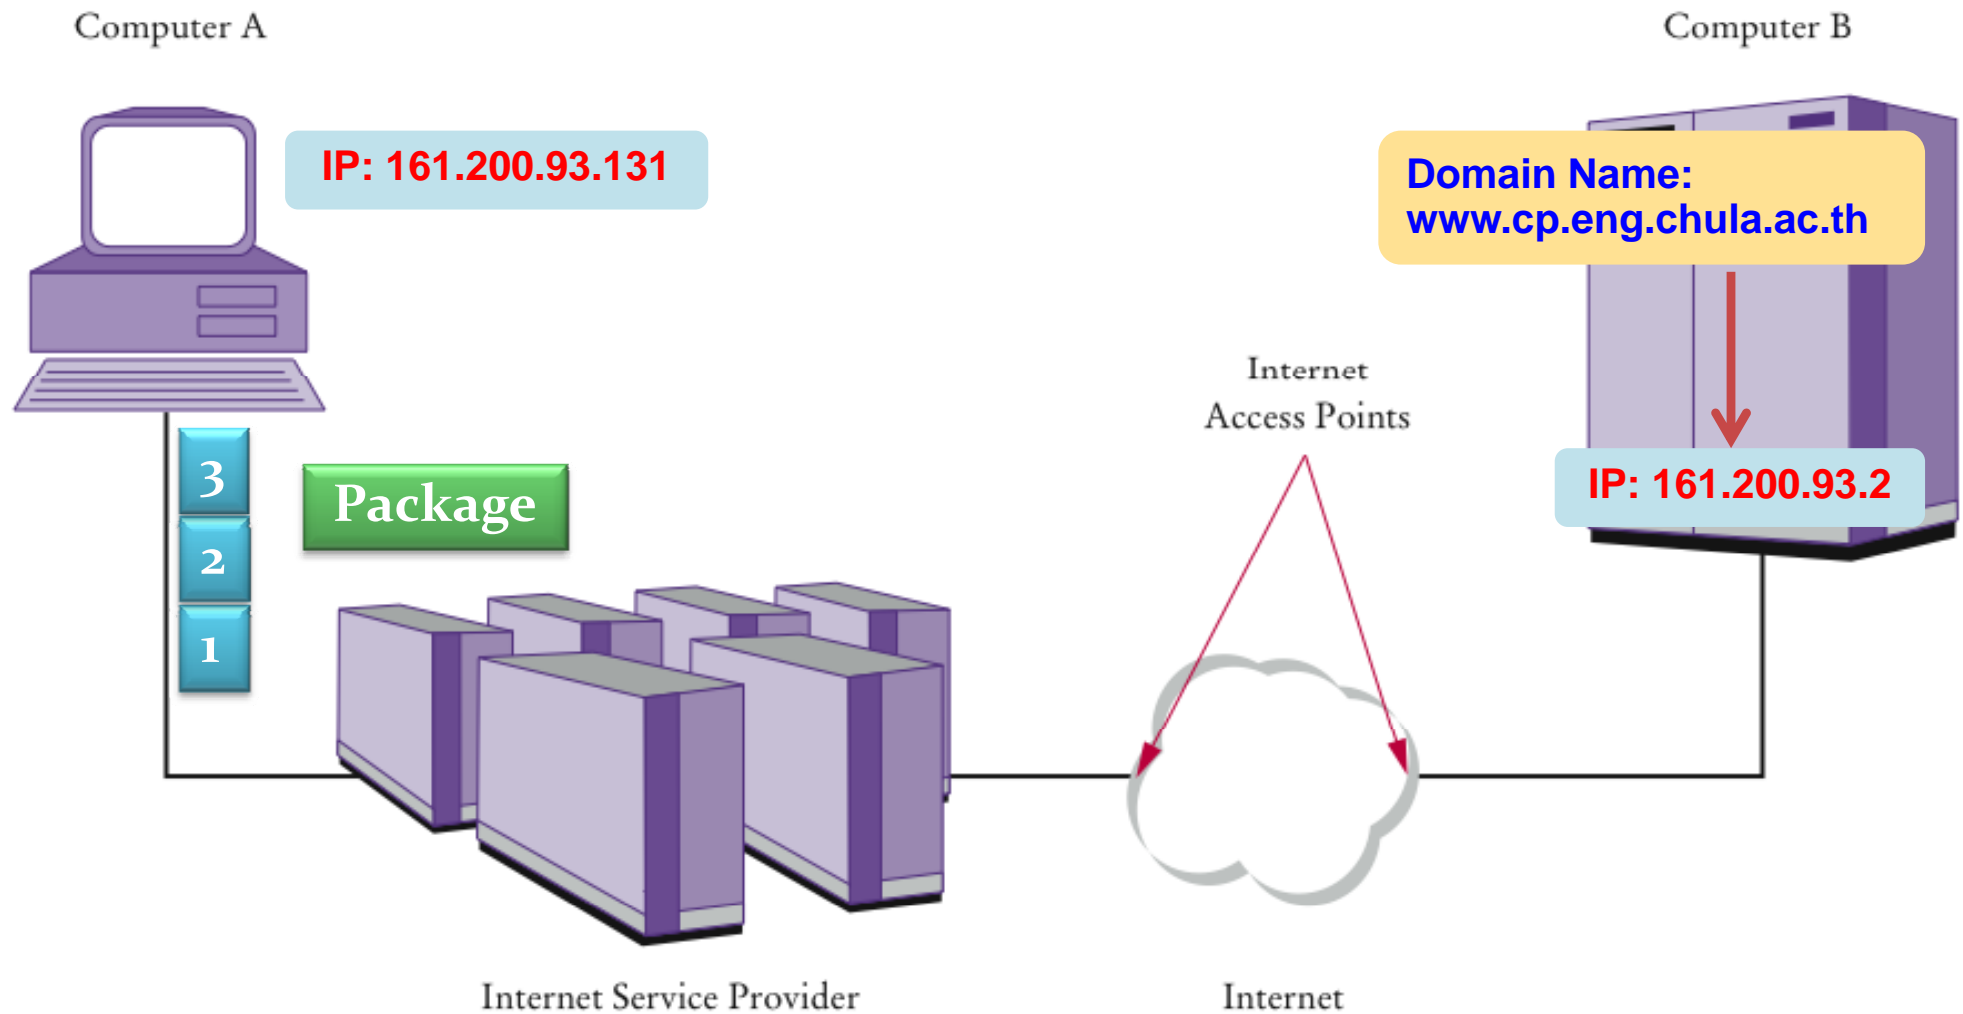 Computer A
Computer B
IP: 161.200.93.131
Domain Name:
www.cp.eng.chula.ac.th
Internet
Access Points
IP: 161.200.93.2
3
Package
2
1
Internet Service Provider
Internet